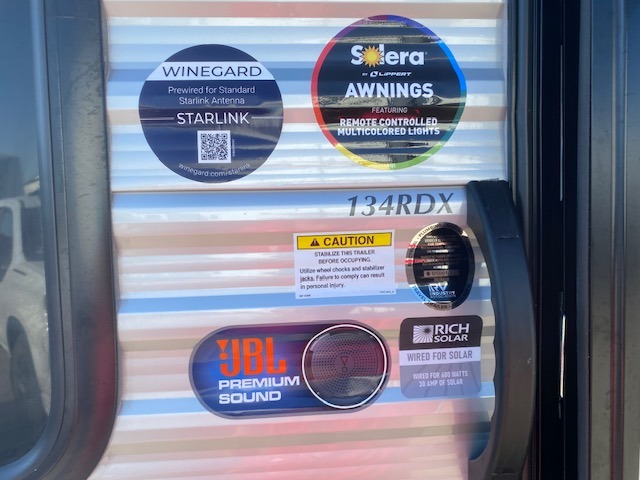 WINEGARD
Prewired for Standard
Starlink Antenna
STARLINK
winegard.com/starlink
Solera
BY LIPPERT
AWNINGS
FEATURING
REMOTE CONTROLLED
MULTICOLORED LIGHTS
134RDX
CAUTION
STABILIZE THIS TRAILER
BEFORE OCCUPYING.
Utilize wheel chocks and stabilizer
jacks. Failure to comply can result
in personal injury.
RV INDUSTRY
JBL
PREMIUM
SOUND
RICH
SOLAR
WIRED FOR SOLAR
WIRED FOR 600 WATTS
30 AMP OF SOLAR